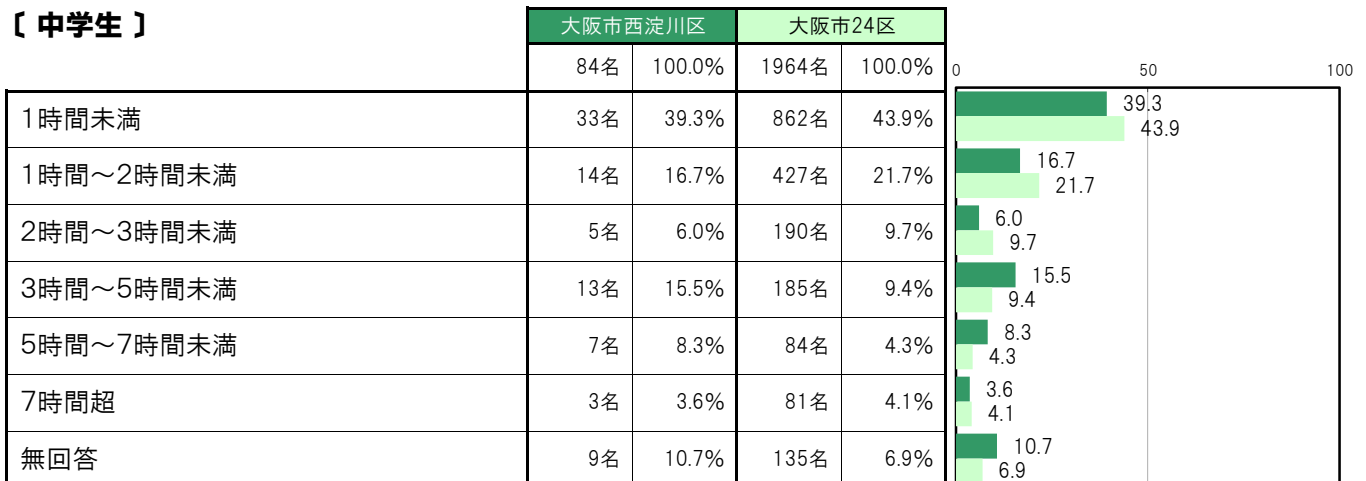 〔 中学生 〕
大阪市西淀川区 大阪市24区
84名 100.0% 1964名 100.0%
0 50 100
1時間未満 33名 39.3% 862名 43.9% 39.3
43.9
1時間～2時間未満 14名 16.7% 427名 21.7% 16.7
21.7
2時間～3時間未満 5名 6.0% 190名 9.7% 6.0
9.7
3時間～5時間未満 13名 15.5% 185名 9.4% 15.5
9.4
5時間～7時間未満 7名 8.3% 84名 4.3% 8.3
4.3
7時間超 3名 3.6% 81名 4.1% 3.6
4.1
無回答 9名 10.7% 135名 6.9% 10.7
6.9